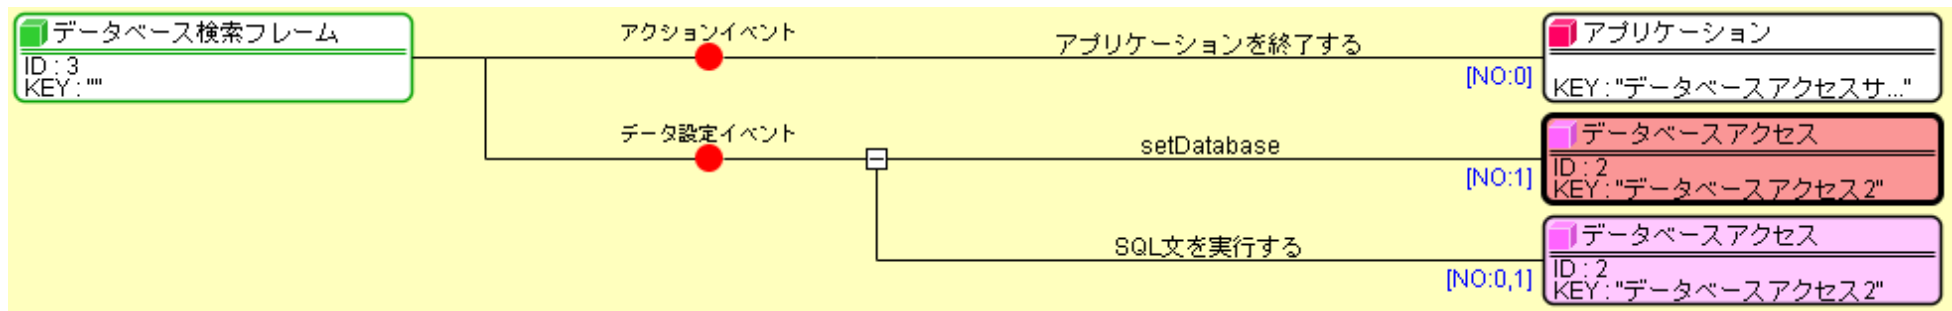 データベース検索フレーム
ID : 3
KEY : ""
アクションイベント
アプリケーションを終了する
[NO:0]
アプリケーション
KEY : "データベースアクセスサ..."
データ設定イベント
setDatabase
[NO:1]
データベースアクセス
ID : 2
KEY : "データベースアクセス2"
SQL文を実行する
[NO:0,1]
データベースアクセス
ID : 2
KEY : "データベースアクセス2"